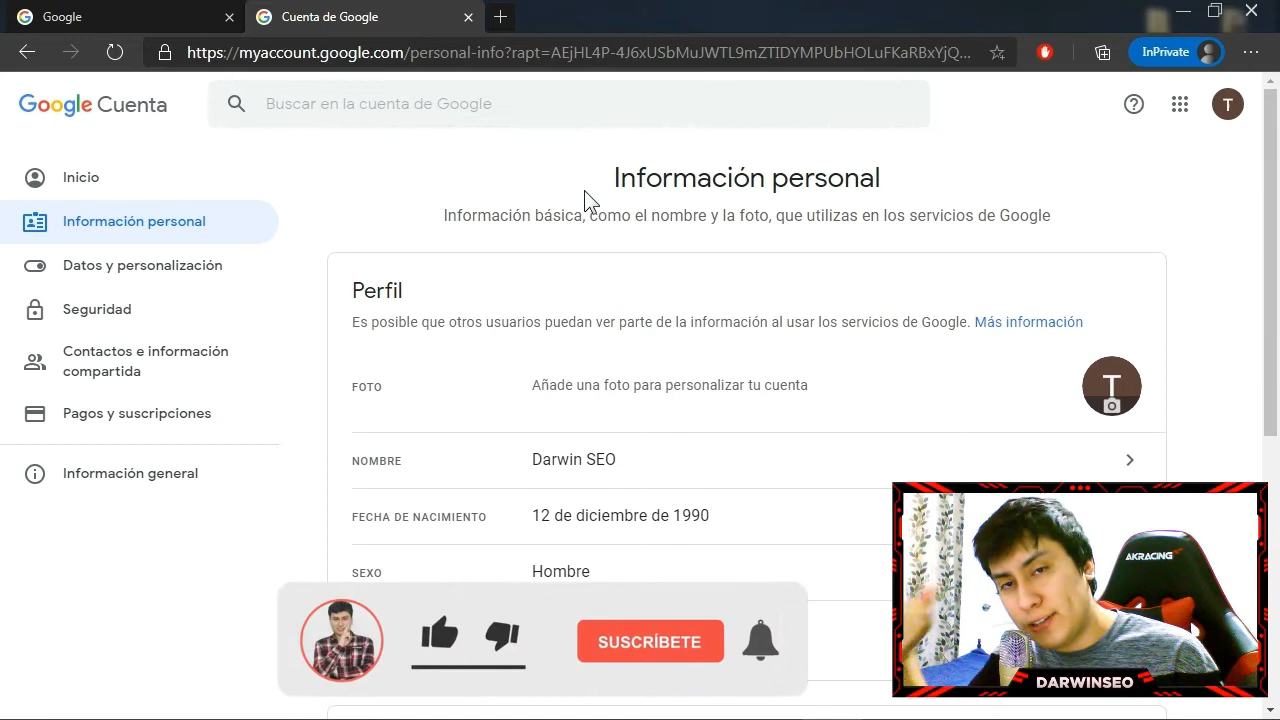 Google
Cuenta de Google
https://myaccount.google.com/personal-info?rapt=AEjHL4P-4J6xUSbMuJWTL9mZTIDYMPUbHOLuFKaRBxYjQ...
InPrivate
Google Cuenta
Buscar en la cuenta de Google
T
Inicio
Información personal
Datos y personalización
Seguridad
Contactos e información
compartida
Pagos y suscripciones
Información general
Información personal
Información básica, como el nombre y la foto, que utilizas en los servicios de Google
Perfil
Es posible que otros usuarios puedan ver parte de la información al usar los servicios de Google. Más información
FOTO
Añade una foto para personalizar tu cuenta
T
NOMBRE
Darwin SEO
FECHA DE NACIMIENTO
12 de diciembre de 1990
SEXO
Hombre
SUSCRÍBETE
AKRACING
DARWINSEO